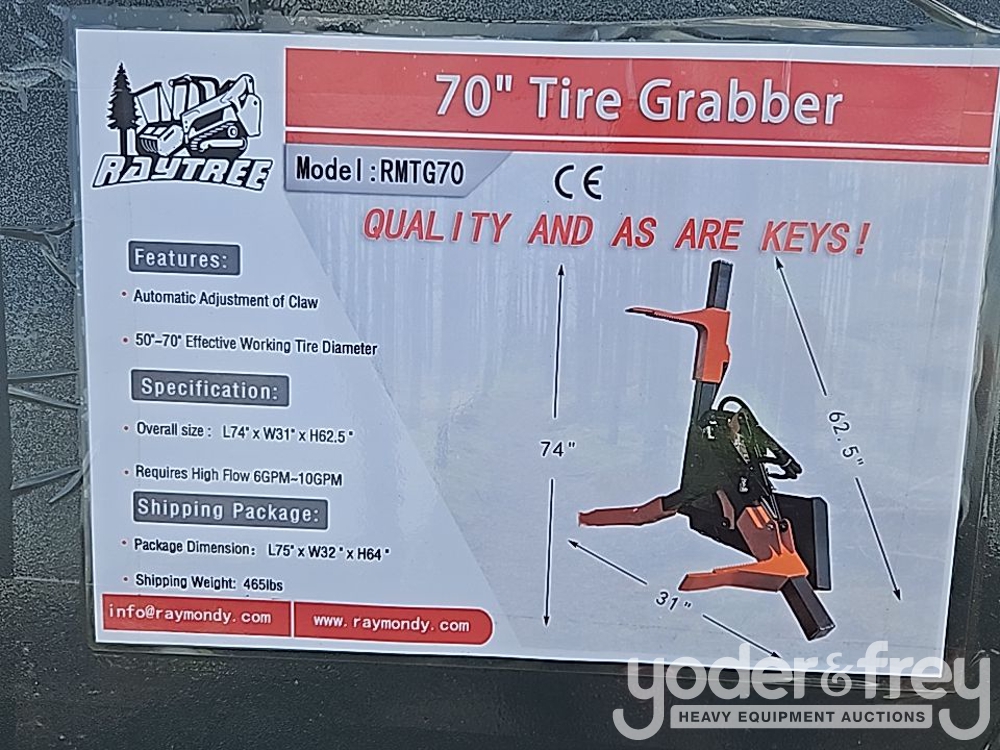 RAYTREE
70" Tire Grabber
Model:RMTG70
CE
QUALITY AND AS ARE KEYS!
Features:
• Automatic Adjustment of Claw
• 50"-70" Effective Working Tire Diameter
Specification:
• Overall size: L74" x W31" x H62.5"
• Requires High Flow 6GPM-10GPM
Shipping Package:
• Package Dimension: L75" x W32" x H64"
• Shipping Weight: 465lbs
info@raymondy.com
www.raymondy.com
74"
62.5"
31"
yoder & frey
HEAVY EQUIPMENT AUCTIONS